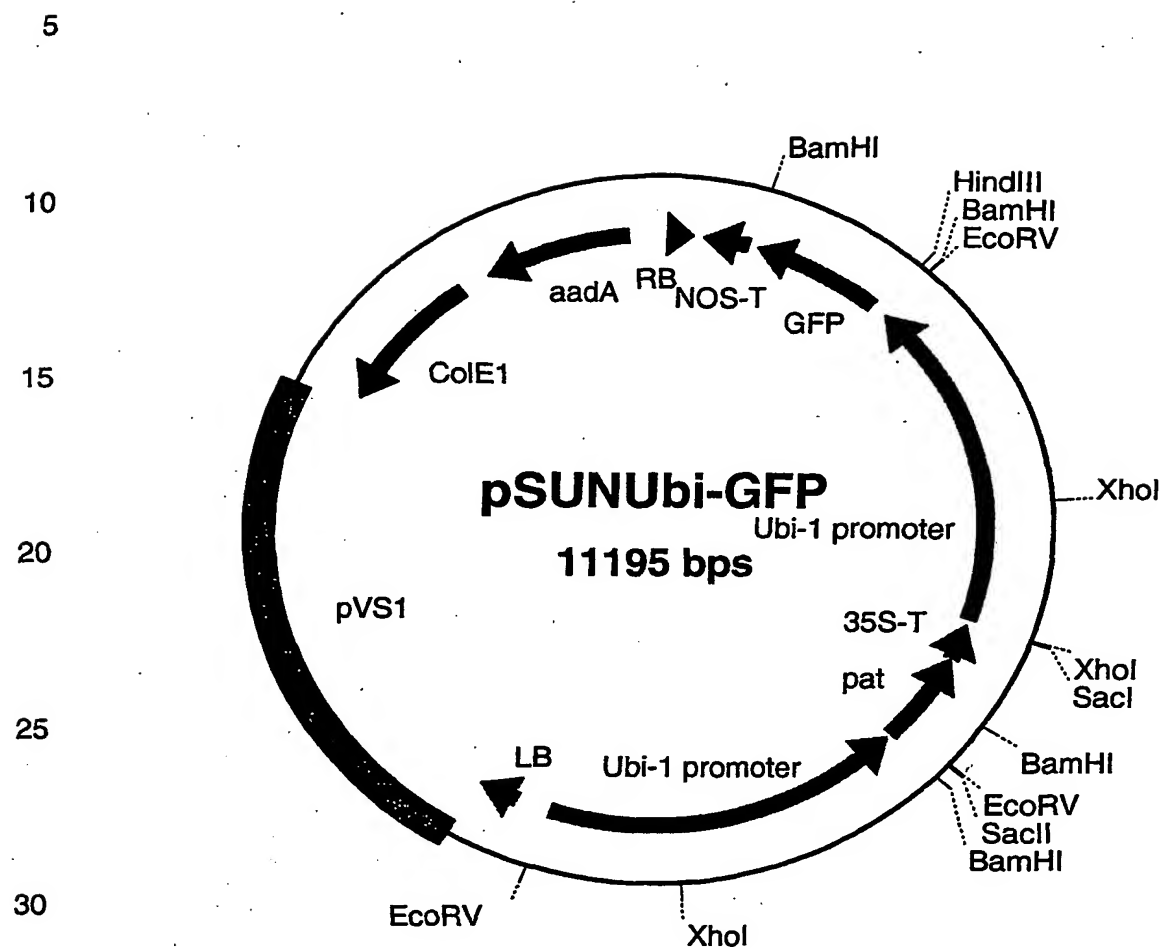 5
BamHI
10
HindIII
BamHI
EcoRV
aadA
RB
NOS-T
GFP
15
ColE1
pSUNUbi-GFP
XhoI
Ubi-1 promoter
20
11195 bps
pVS1
35S-T
XhoI
pat
SacI
25
LB
Ubi-1 promoter
BamHI
EcoRV
SacII
BamHI
30
EcoRV
XhoI